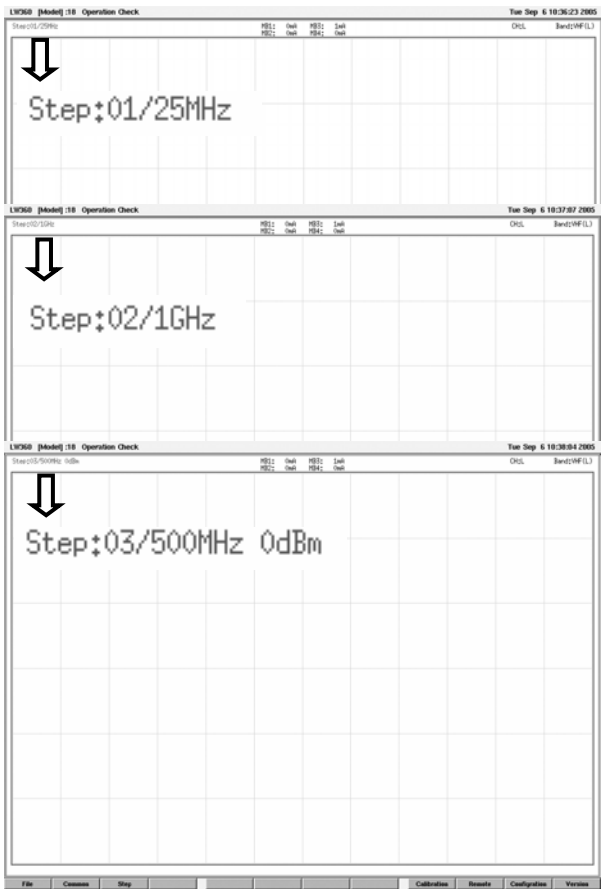 LW360 [Model] :18 Operation Check Tue Sep 6 10:36:23 2005
Step:01/25MHz MB1: 0mA MB3: 1mA CH:L Band:VHF(L)
MB2: 0mA MB4: 0mA
Step:01/25MHz
LW360 [Model] :18 Operation Check Tue Sep 6 10:37:07 2005
Step:02/1GHz MB1: 0mA MB3: 1mA CH:L Band:VHF(L)
MB2: 0mA MB4: 0mA
Step:02/1GHz
LW360 [Model] :18 Operation Check Tue Sep 6 10:38:04 2005
Step:03/500MHz 0dBm MB1: 0mA MB3: 1mA CH:L Band:VHF(L)
MB2: 0mA MB4: 0mA
Step:03/500MHz 0dBm
File Common Step Calibration Remote Configration Version